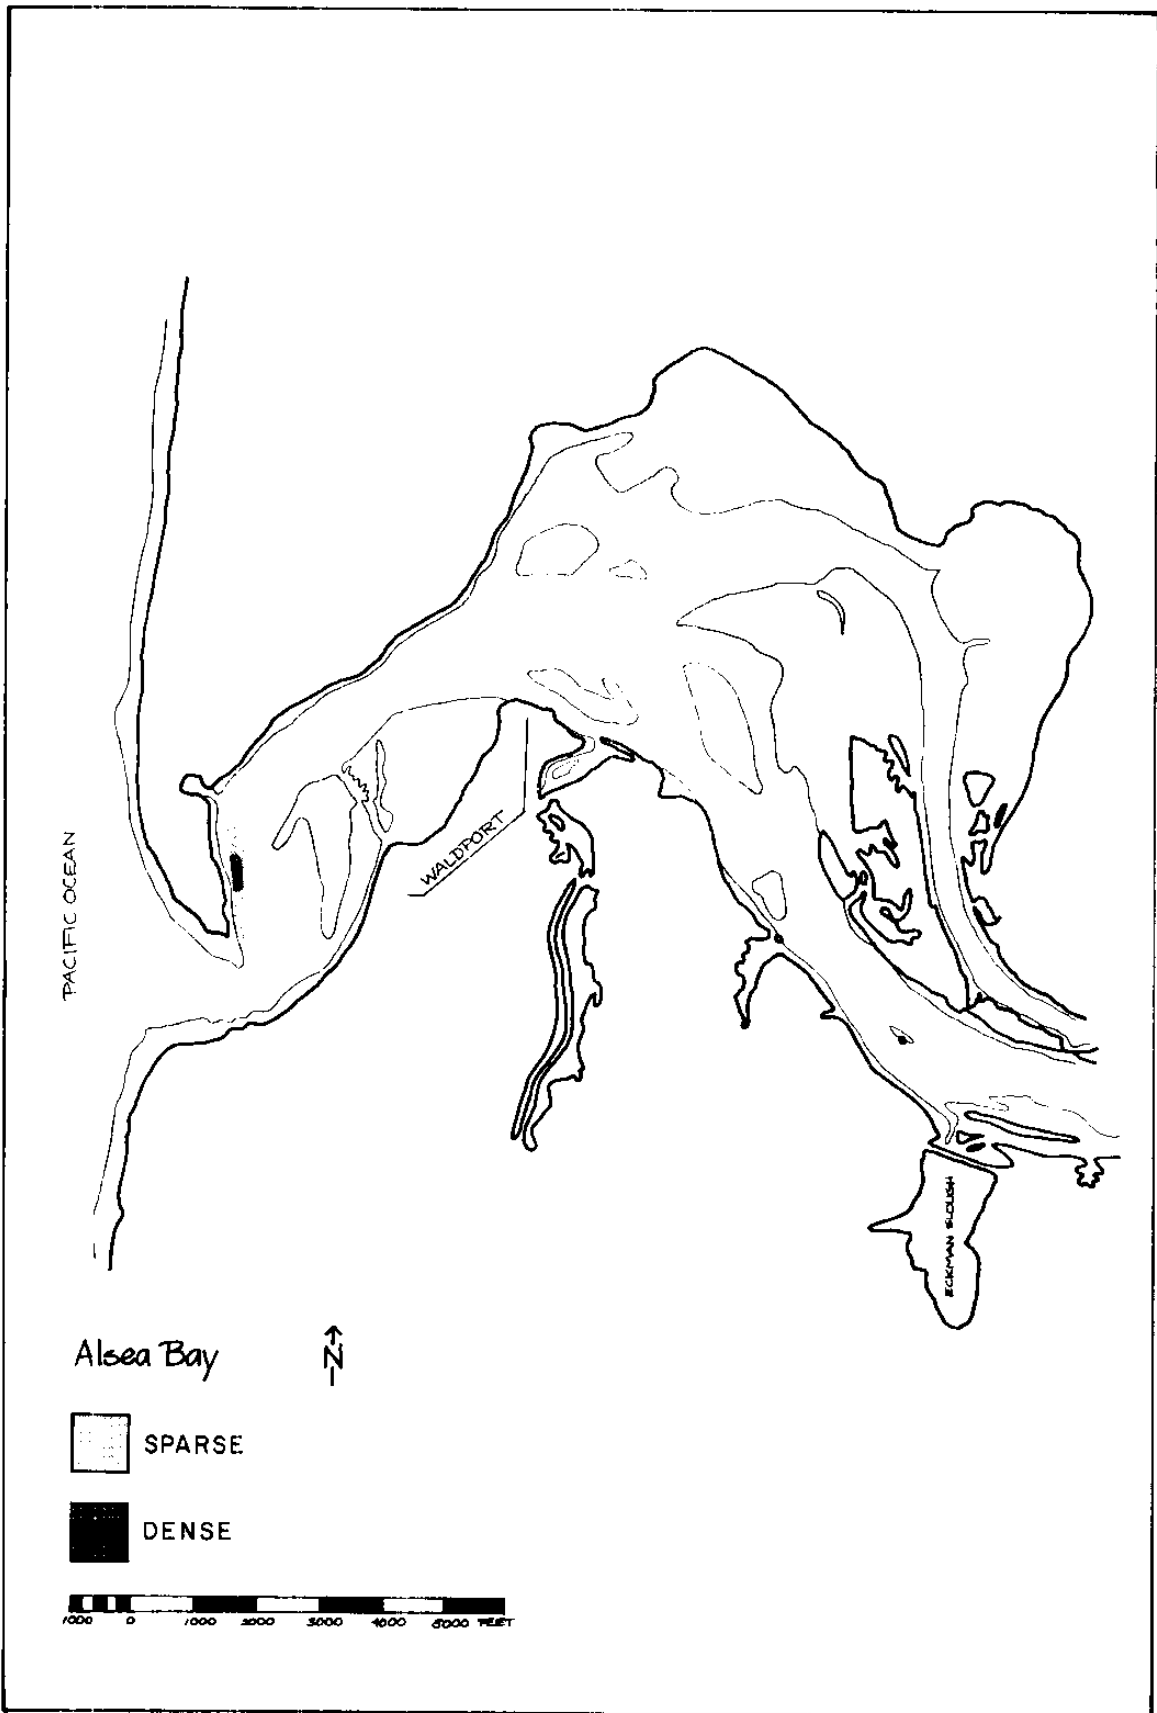 PACIFIC OCEAN
WALDPORT
ECKMAN SLOUGH
Alsea Bay
N
SPARSE
DENSE
1000 0 1000 2000 3000 4000 5000 FEET